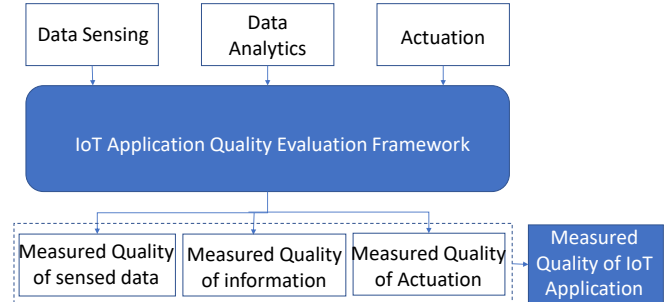 Data Sensing
Data
Analytics
Actuation
IoT Application Quality Evaluation Framework
Measured Quality
of sensed data
Measured Quality
of information
Measured Quality
of Actuation
Measured
Quality of IoT
Application